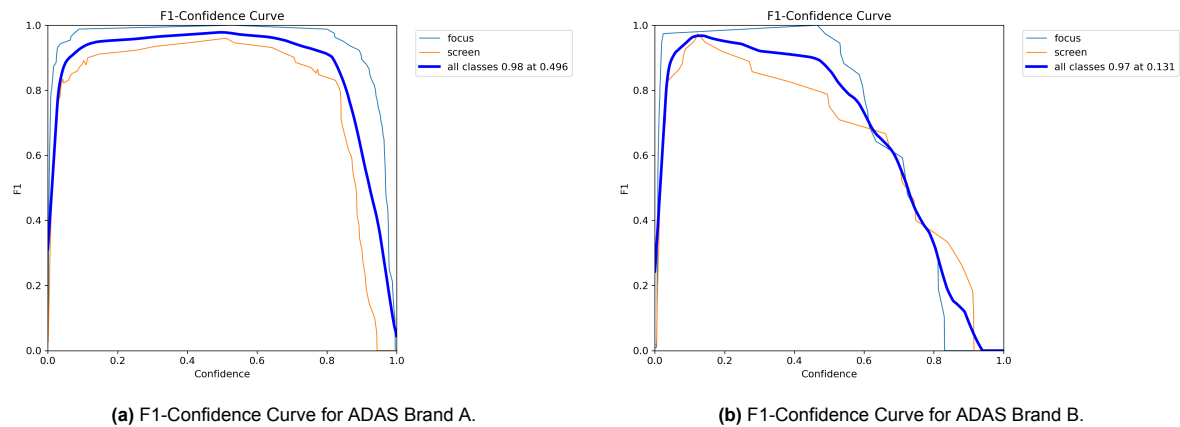 F1-Confidence Curve
1.0
0.8
0.6
0.4
0.2
0.0
F1
0.0 0.2 0.4 0.6 0.8 1.0
Confidence
focus
screen
all classes 0.98 at 0.496
(a) F1-Confidence Curve for ADAS Brand A.
F1-Confidence Curve
1.0
0.8
0.6
0.4
0.2
0.0
F1
0.0 0.2 0.4 0.6 0.8 1.0
Confidence
focus
screen
all classes 0.97 at 0.131
(b) F1-Confidence Curve for ADAS Brand B.